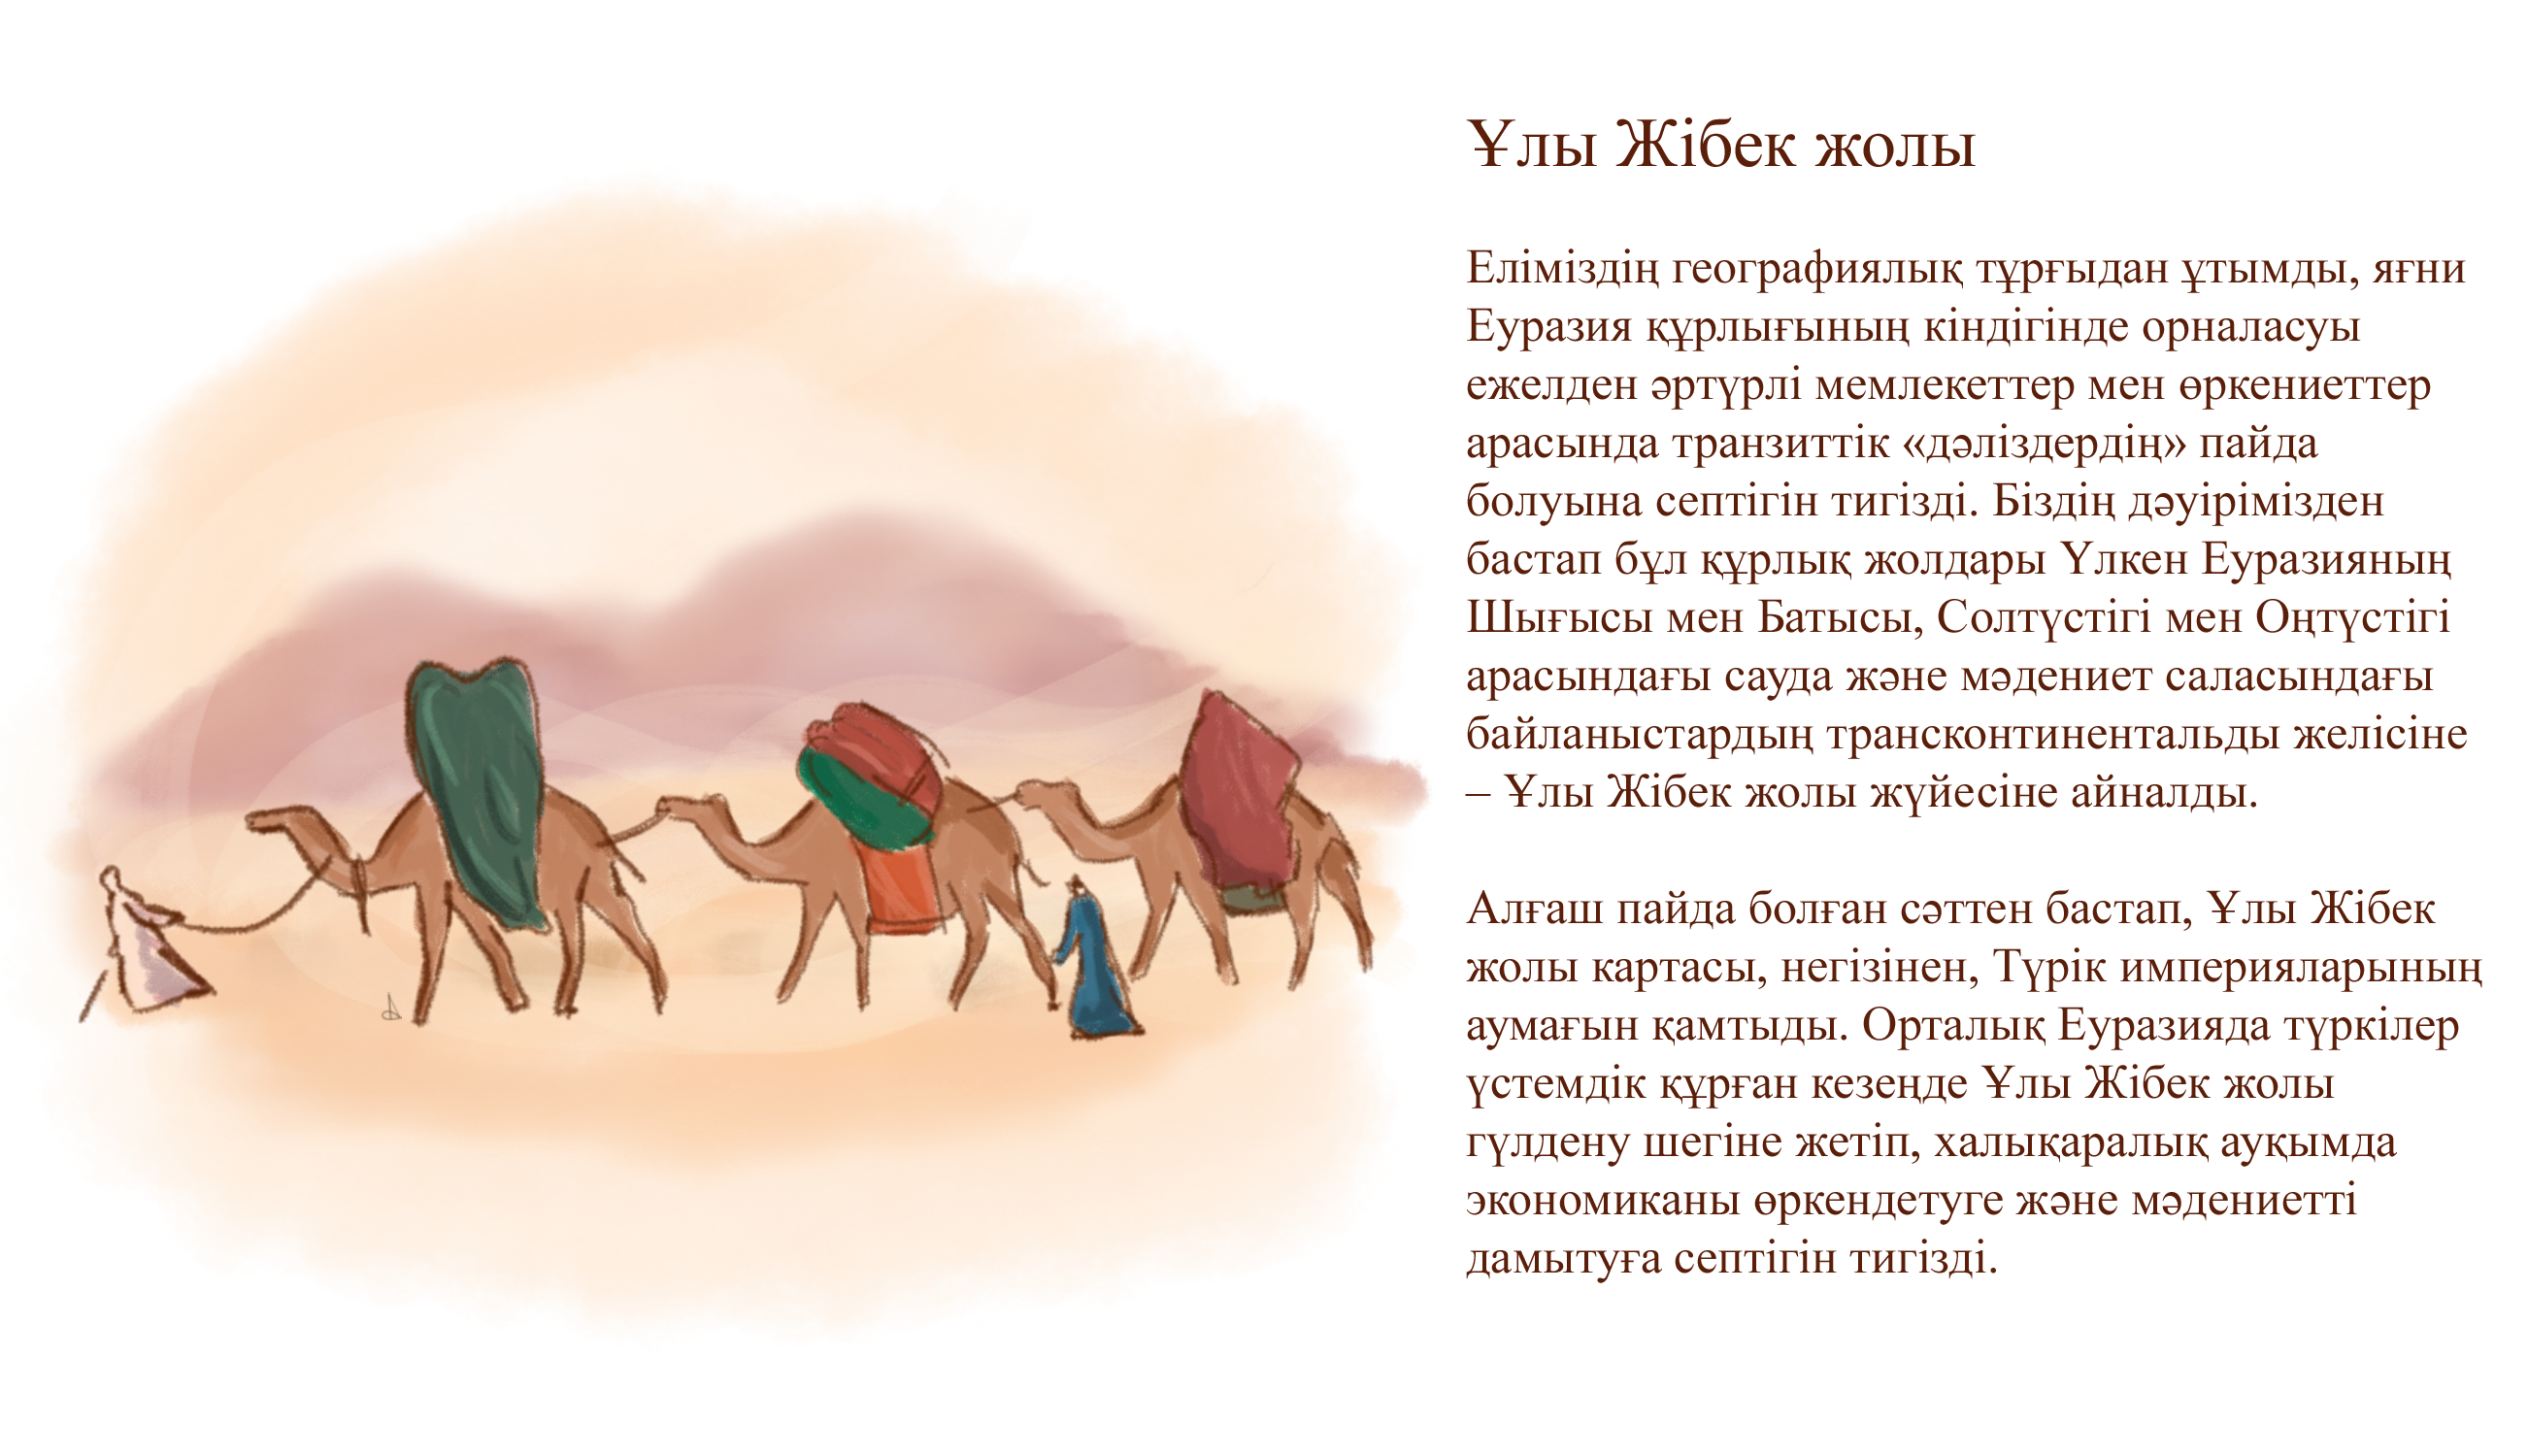 Ұлы Жібек жолы
Еліміздің географиялық тұрғыдан ұтымды, яғни
Еуразия құрлығының кіндігінде орналасуы
ежелден әртүрлі мемлекеттер мен өркениеттер
арасында транзиттік «дәліздердің» пайда
болуына септігін тигізді. Біздің дәуірімізден
бастап бұл құрлық жолдары Үлкен Еуразияның
Шығысы мен Батысы, Солтүстігі мен Оңтүстігі
арасындағы сауда және мәдениет саласындағы
байланыстардың трансконтинентальды желісіне
– Ұлы Жібек жолы жүйесіне айналды.
Алғаш пайда болған сәттен бастап, Ұлы Жібек
жолы картасы, негізінен, Түрік империяларының
аумағын қамтыды. Орталық Еуразияда түркілер
үстемдік құрған кезеңде Ұлы Жібек жолы
гүлдену шегіне жетіп, халықаралық ауқымда
экономиканы өркендетуге және мәдениетті
дамытуға септігін тигізді.